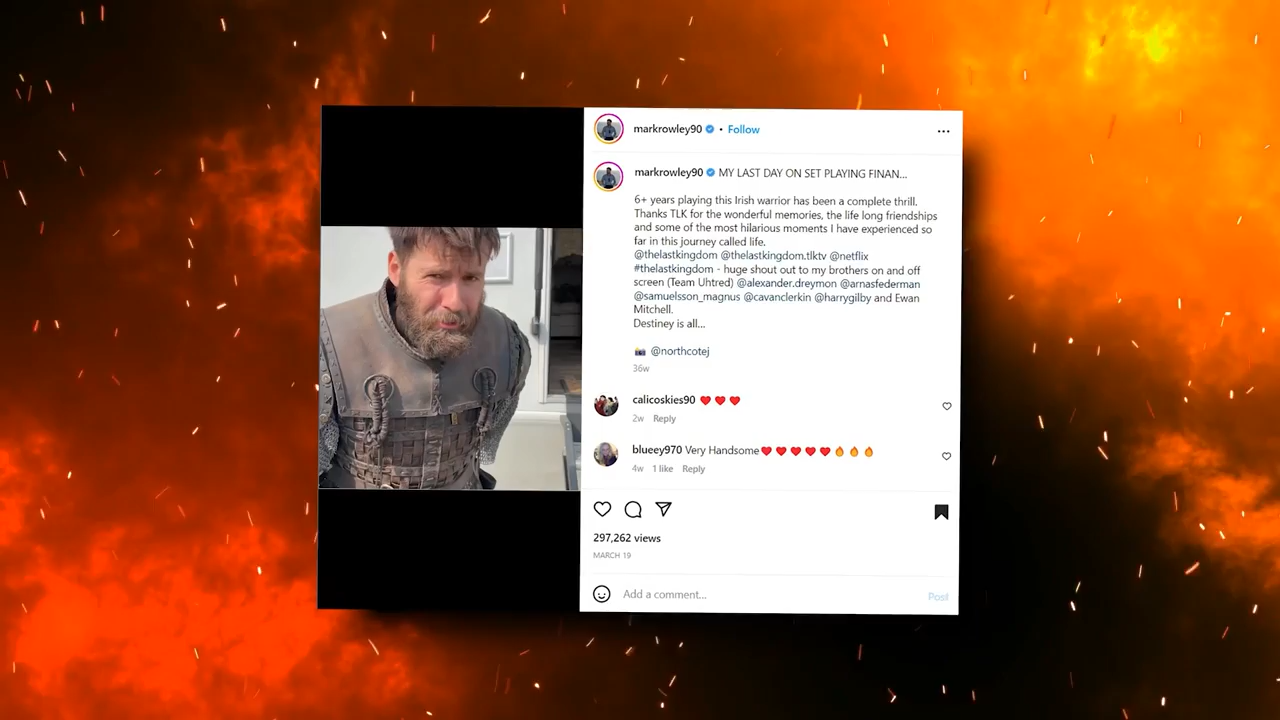 markrowley90 • Follow
markrowley90 MY LAST DAY ON SET PLAYING FINAN...
6+ years playing this Irish warrior has been a complete thrill.
Thanks TLK for the wonderful memories, the life long friendships
and some of the most hilarious moments I have experienced so
far in this journey called life.
@thelastkingdom @thelastkingdom.tlktv @netflix
#thelastkingdom - huge shout out to my brothers on and off
screen (Team Uhtred) @alexander.dreymon @arnasfederman
@samuelsson_magnus @cavanclerkin @harrygilby and Ewan
Mitchell.
Destiney is all...
📸 @northcotej
36w
calicoskies90 ❤️ ❤️ ❤️
2w Reply
blueey970 Very Handsome❤️ ❤️ ❤️ ❤️ ❤️ 🔥 🔥 🔥
4w 1 like Reply
297,262 views
MARCH 19
Add a comment...
Post